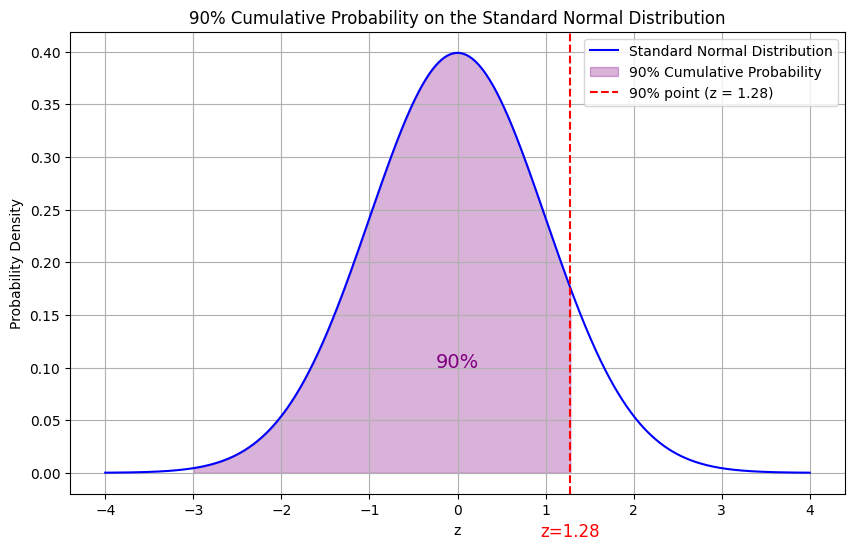 90% Cumulative Probability on the Standard Normal Distribution
Standard Normal Distribution
90% Cumulative Probability
90% point (z = 1.28)
Probability Density
0.40
0.35
0.30
0.25
0.20
0.15
0.10
0.05
0.00
90%
−4
−3
−2
−1
0
1
2
3
4
z
z=1.28